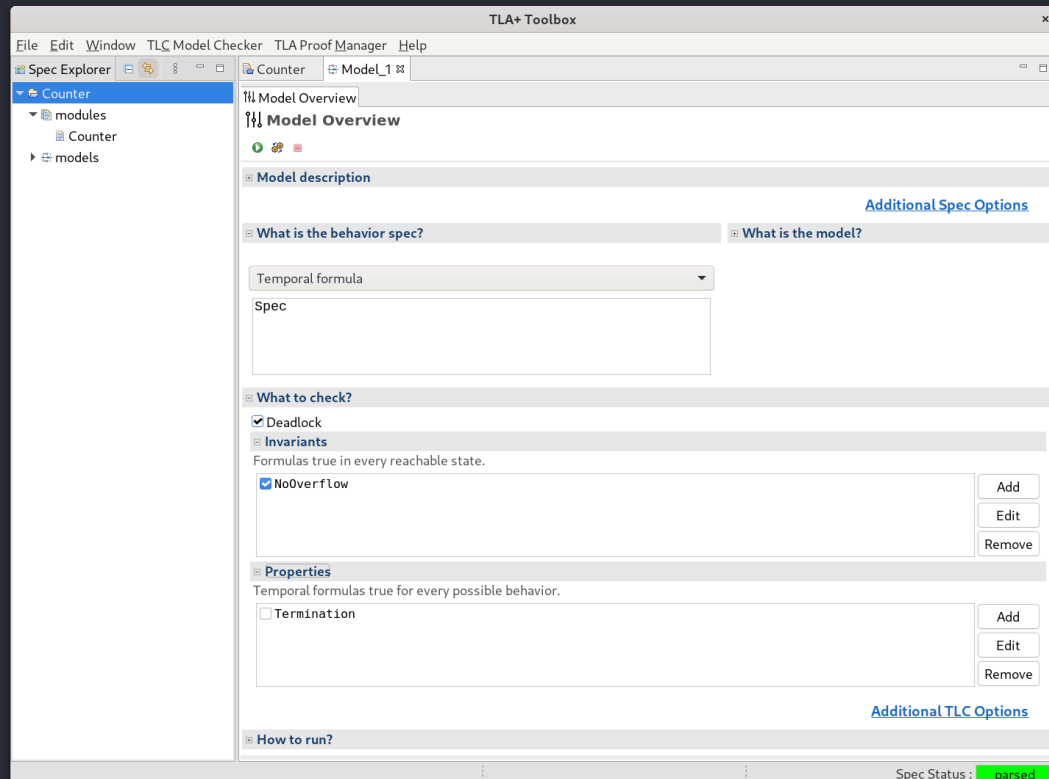 TLA+ Toolbox
File Edit Window TLC Model Checker TLA Proof Manager Help
Spec Explorer
Counter
modules
Counter
models
Counter
Model_1
Model Overview
Model Overview
Model description
Additional Spec Options
What is the behavior spec?
What is the model?
Temporal formula
Spec
What to check?
Deadlock
Invariants
Formulas true in every reachable state.
NoOverflow
Add
Edit
Remove
Properties
Temporal formulas true for every possible behavior.
Termination
Add
Edit
Remove
Additional TLC Options
How to run?
Spec Status : parsed